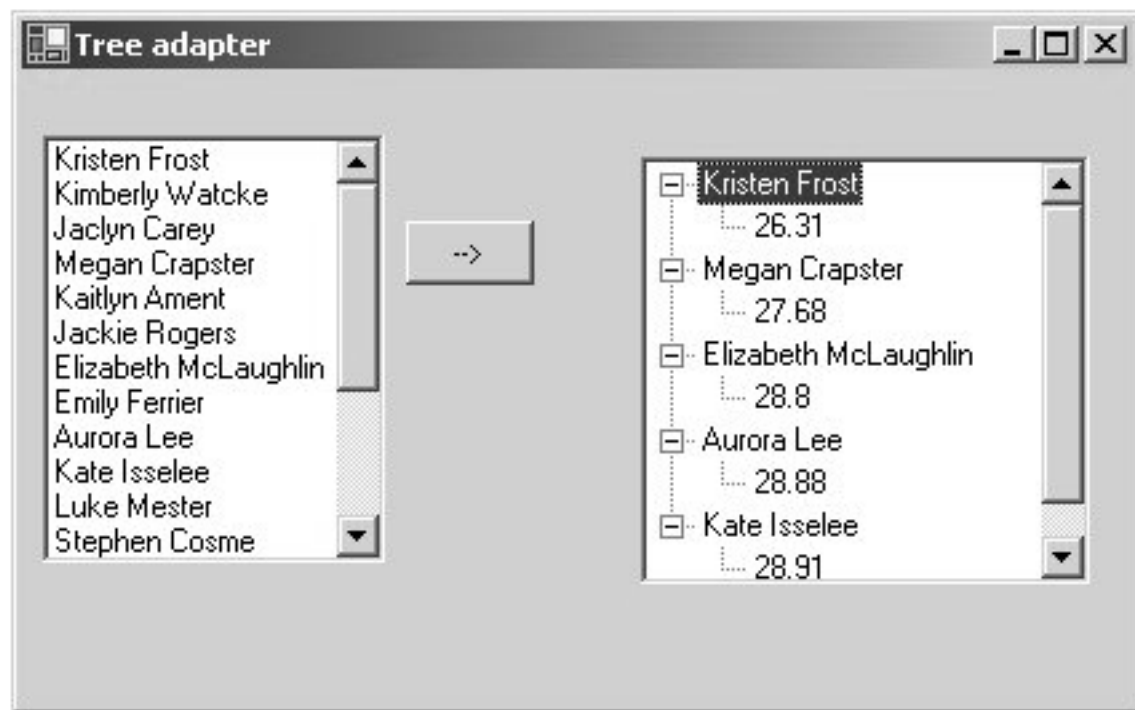 Tree adapter
Kristen Frost
Kimberly Watcke
Jaclyn Carey
Megan Crapster
Kaitlyn Ament
Jackie Rogers
Elizabeth McLaughlin
Emily Ferrier
Aurora Lee
Kate Isselee
Luke Mester
Stephen Cosme
-->
Kristen Frost
26.31
Megan Crapster
27.68
Elizabeth McLaughlin
28.8
Aurora Lee
28.88
Kate Isselee
28.91